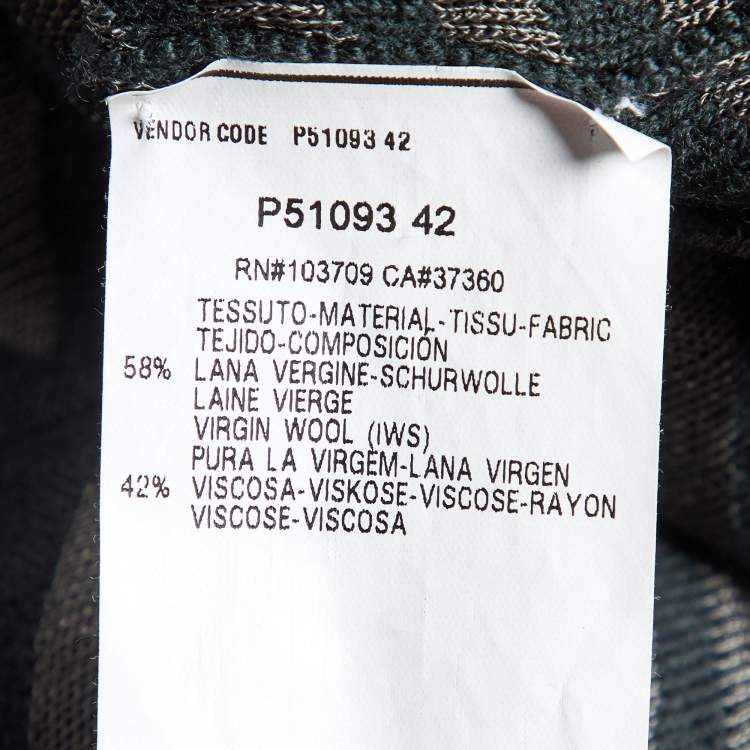 VENDOR CODE P51093 42
P51093 42
RN#103709 CA#37360
TESSUTO-MATERIAL-TISSU-FABRIC
TEJIDO-COMPOSICIÓN
58% LANA VERGINE-SCHURWOLLE
LAINE VIERGE
VIRGIN WOOL (IWS)
PURA LA VIRGEM-LANA VIRGEN
42% VISCOSA-VISKOSE-VISCOSE-RAYON
VISCOSE-VISCOSA